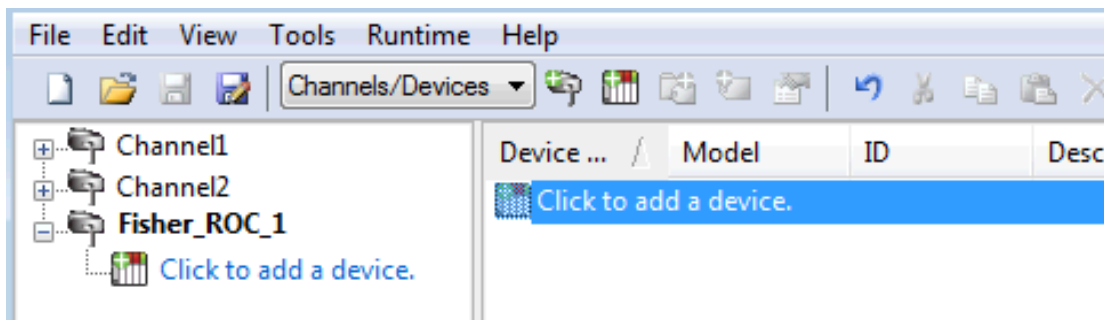 File Edit View Tools Runtime Help
Channels/Devices
Channel1
Channel2
Fisher_ROC_1
Click to add a device.
Device ... Model ID Desc
Click to add a device.